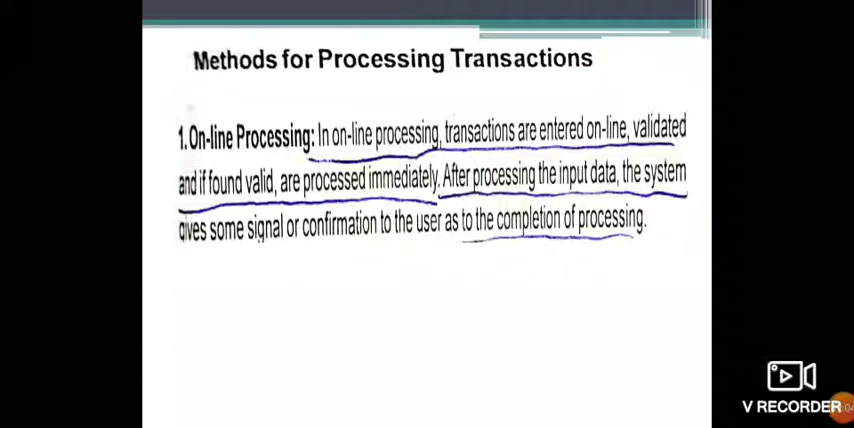 Methods for Processing Transactions
1. On-line Processing: In on-line processing, transactions are entered on-line, validated
and if found valid, are processed immediately. After processing the input data, the system
gives some signal or confirmation to the user as to the completion of processing.
V RECORDER
04